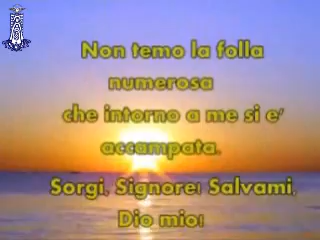 Non temo la folla
numerosa
che intorno a me si e'
accampata.
Sorgi, Signore! Salvami,
Dio mio!